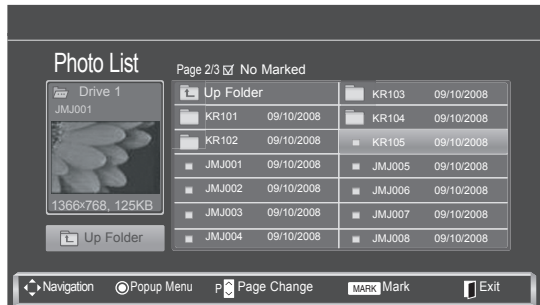 Photo List
Page 2/3 ☑ No Marked
Drive 1
JMJ001
1366×768, 125KB
Up Folder
Up Folder
KR101 09/10/2008
KR102 09/10/2008
JMJ001 09/10/2008
JMJ002 09/10/2008
JMJ003 09/10/2008
JMJ004 09/10/2008
KR103 09/10/2008
KR104 09/10/2008
KR105 09/10/2008
JMJ005 09/10/2008
JMJ006 09/10/2008
JMJ007 09/10/2008
JMJ008 09/10/2008
Navigation Popup Menu P Page Change MARK Mark Exit